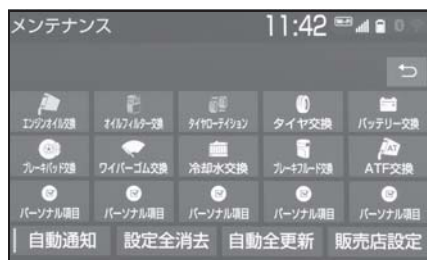 メンテナンス 11:42
エンジンオイル交換 オイルフィルター交換 タイヤローテイション タイヤ交換 バッテリー交換
ブレーキパッド交換 ワイパーゴム交換 冷却水交換 ブレーキフルード交換 ATF交換
パーソナル項目 パーソナル項目 パーソナル項目 パーソナル項目 パーソナル項目
自動通知 設定全消去 自動全更新 販売店設定